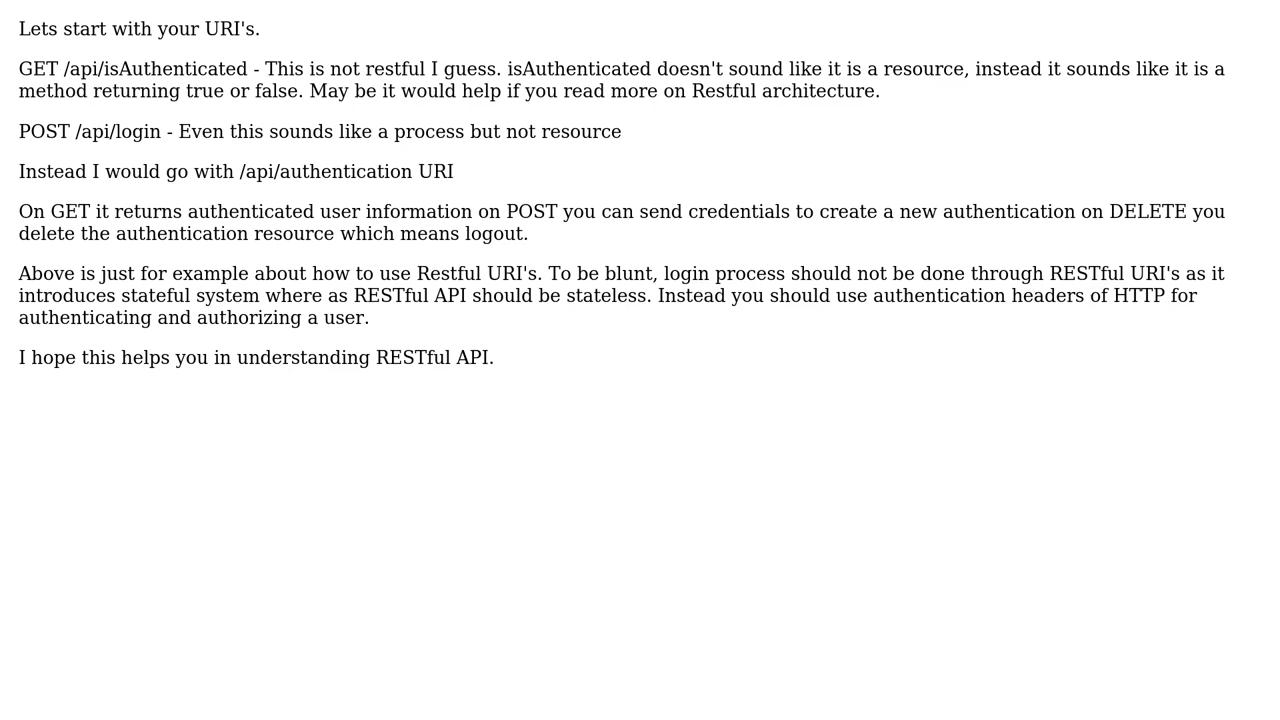 Lets start with your URI's.
GET /api/isAuthenticated - This is not restful I guess. isAuthenticated doesn't sound like it is a resource, instead it sounds like it is a
method returning true or false. May be it would help if you read more on Restful architecture.
POST /api/login - Even this sounds like a process but not resource
Instead I would go with /api/authentication URI
On GET it returns authenticated user information on POST you can send credentials to create a new authentication on DELETE you
delete the authentication resource which means logout.
Above is just for example about how to use Restful URI's. To be blunt, login process should not be done through RESTful URI's as it
introduces stateful system where as RESTful API should be stateless. Instead you should use authentication headers of HTTP for
authenticating and authorizing a user.
I hope this helps you in understanding RESTful API.